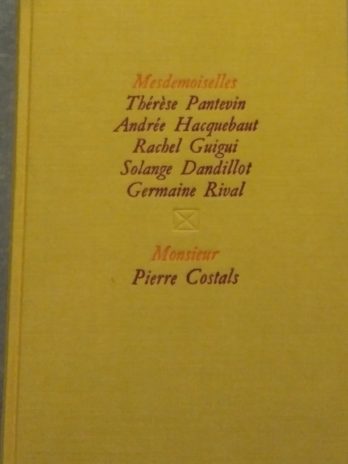 Mesdemoiselles
Thérèse Pantevin
Andrée Hacquebaut
Rachel Guigui
Solange Dandillot
Germaine Rival
Monsieur
Pierre Costals